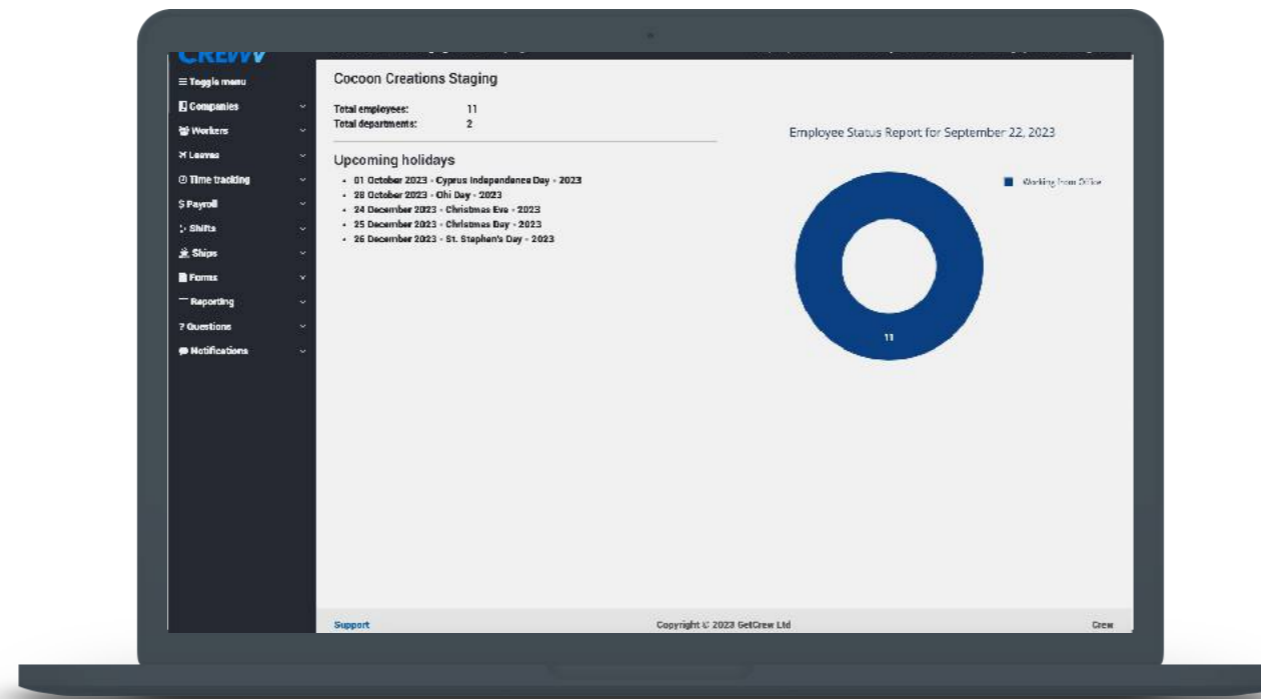 CREW
Toggle menu
Companies
Workers
Leaves
Time tracking
$ Payroll
Shifts
Ships
Forms
Reporting
? Questions
Notifications
Cocoon Creations Staging
Total employees: 11
Total departments: 2
Upcoming holidays
• 01 October 2023 - Cyprus Independence Day - 2023
• 28 October 2023 - Ohi Day - 2023
• 24 December 2023 - Christmas Eve - 2023
• 25 December 2023 - Christmas Day - 2023
• 26 December 2023 - St. Stephen's Day - 2023
Employee Status Report for September 22, 2023
Working from Office
11
Support
Copyright © 2023 GetCrew Ltd
Crew